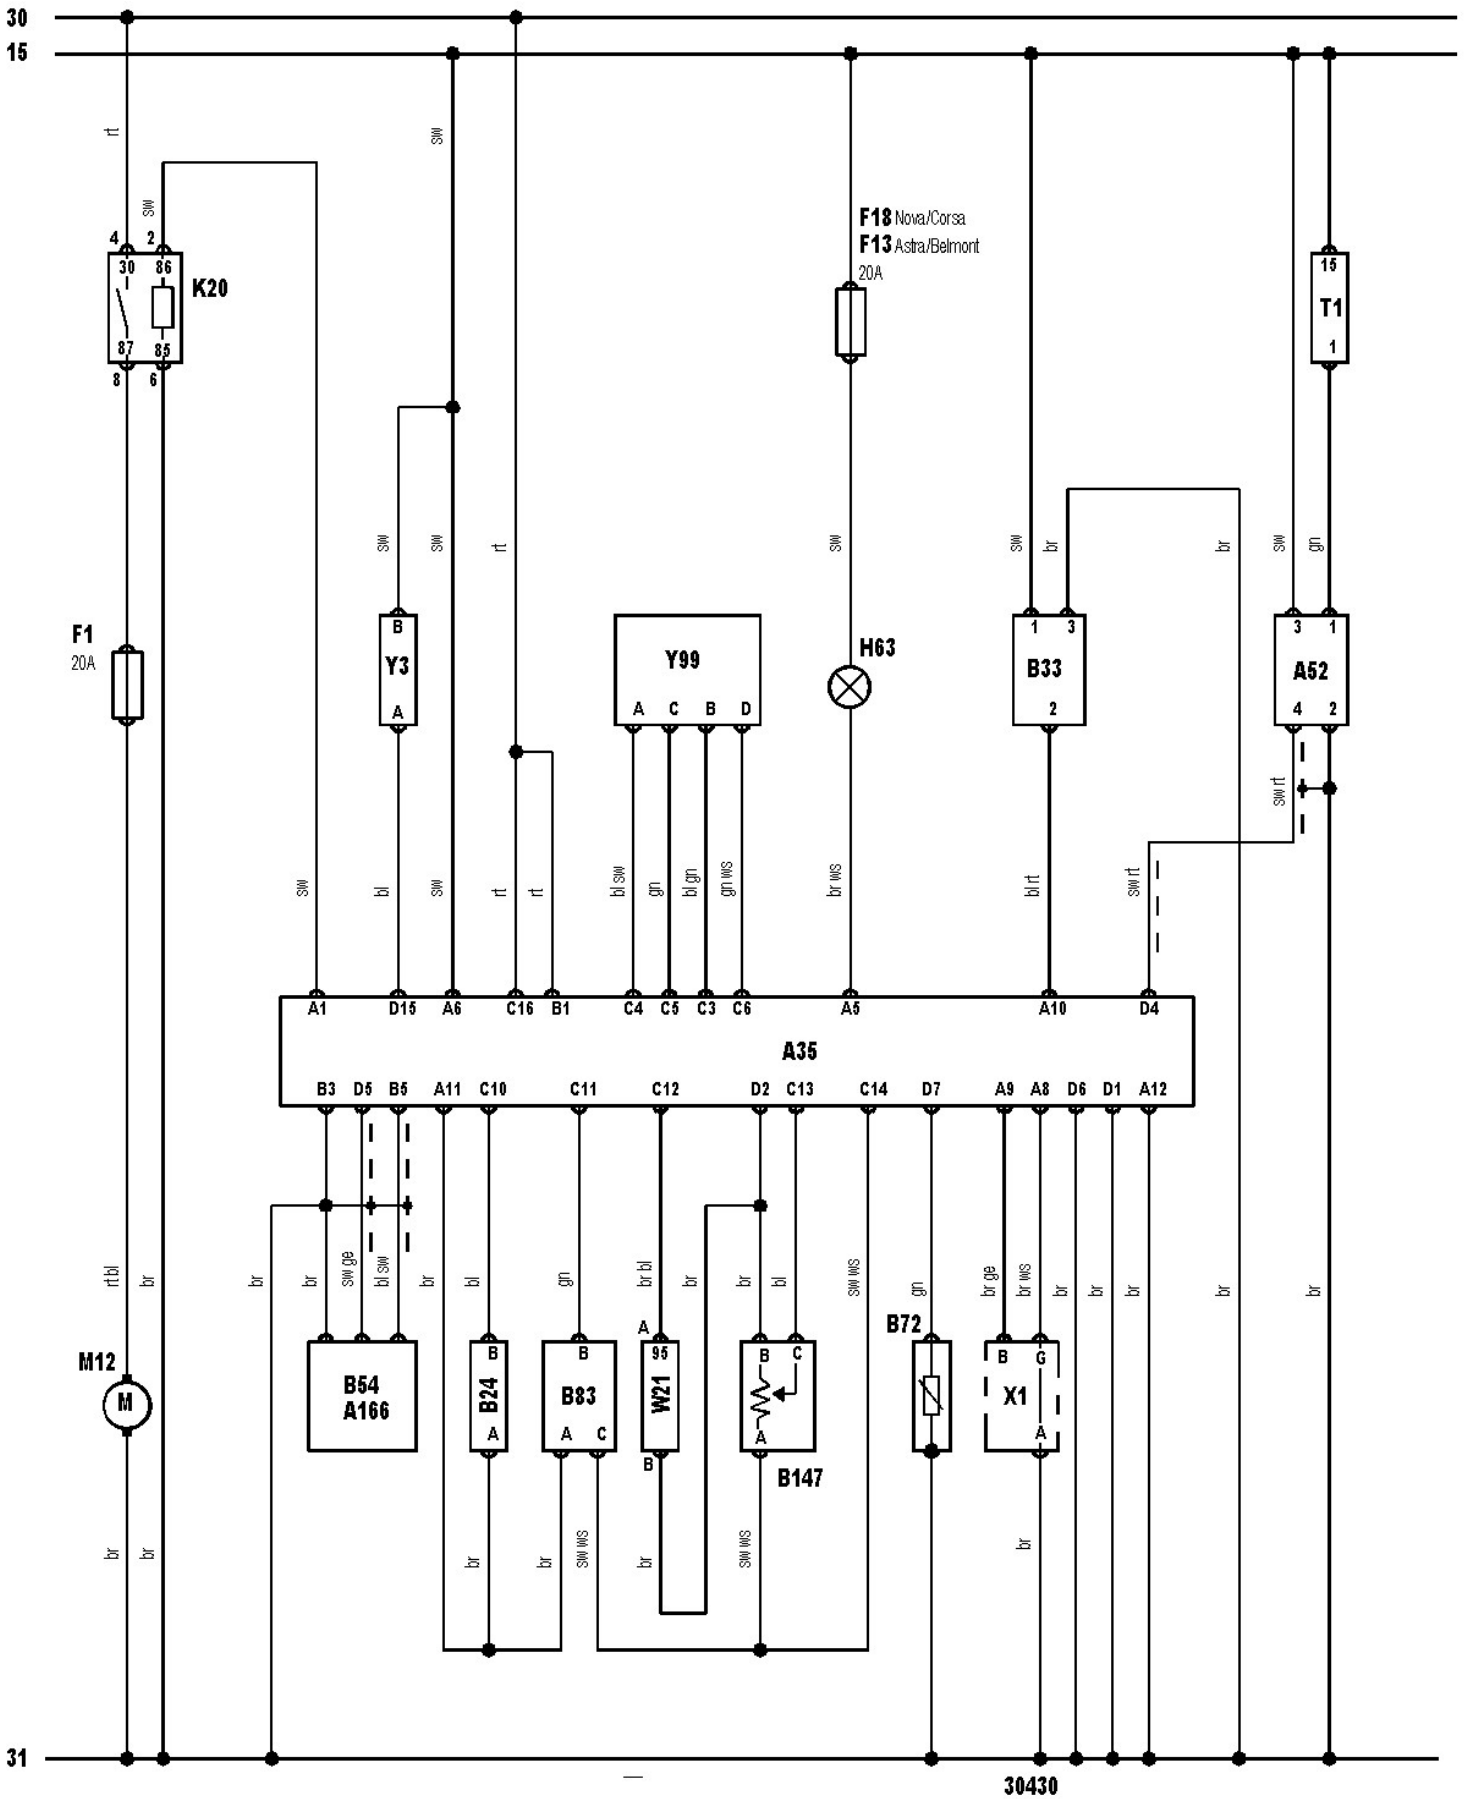 30
15
rt
sw
sw
F18 Nova/Corsa
F13 Astra/Belmont
20A
4 2
30 86
K20
87 85
8 6
15
T1
1
sw sw rt sw sw br br sw gn
F1
20A
B
Y3
A
Y99
A C B D
H63
1 3
B33
2
3 1
A52
4 2
sw rt
sw bl sw rt rt bl sw gn bl gn gn ws br ws bl rt sw rt
A1 D15 A6 C16 B1 C4 C5 C3 C6 A5 A10 D4
A35
B3 D5 B5 A11 C10 C11 C12 D2 C13 C14 D7 A9 A8 D6 D1 A12
rt bl br br br sw ge bl sw br bl gn br bl br br bl sw ws gn br ge br ws br br br br br
M12
M
B54
A166
B
B24
A
B
B83
A C
A
95
W21
B
B C
A
B147
B72
B G
X1
A
br br br br sw ws br sw ws br
31
30430